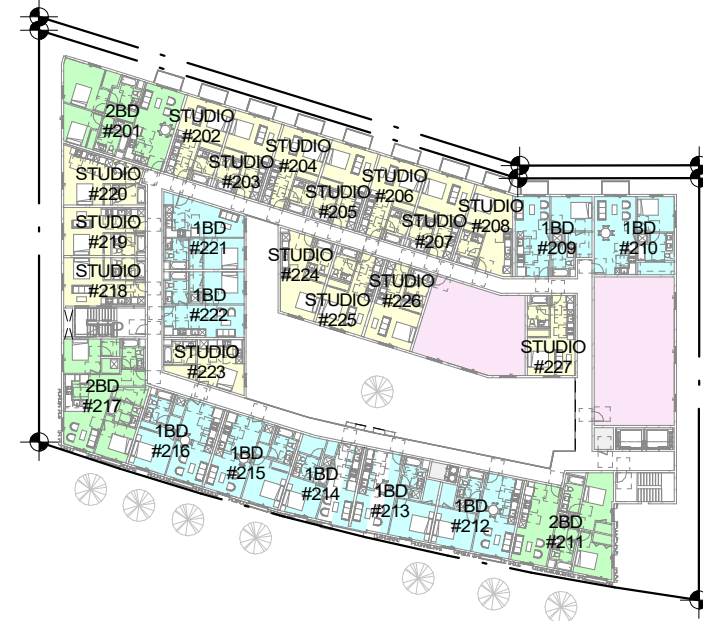 2BD
#201
STUDIO
#202
STUDIO
#203
STUDIO
#204
STUDIO
#205
STUDIO
#206
STUDIO
#207
STUDIO
#208
1BD
#209
1BD
#210
STUDIO
#220
STUDIO
#219
STUDIO
#218
1BD
#221
1BD
#222
STUDIO
#223
STUDIO
#224
STUDIO
#225
STUDIO
#226
STUDIO
#227
2BD
#217
1BD
#216
1BD
#215
1BD
#214
1BD
#213
1BD
#212
2BD
#211